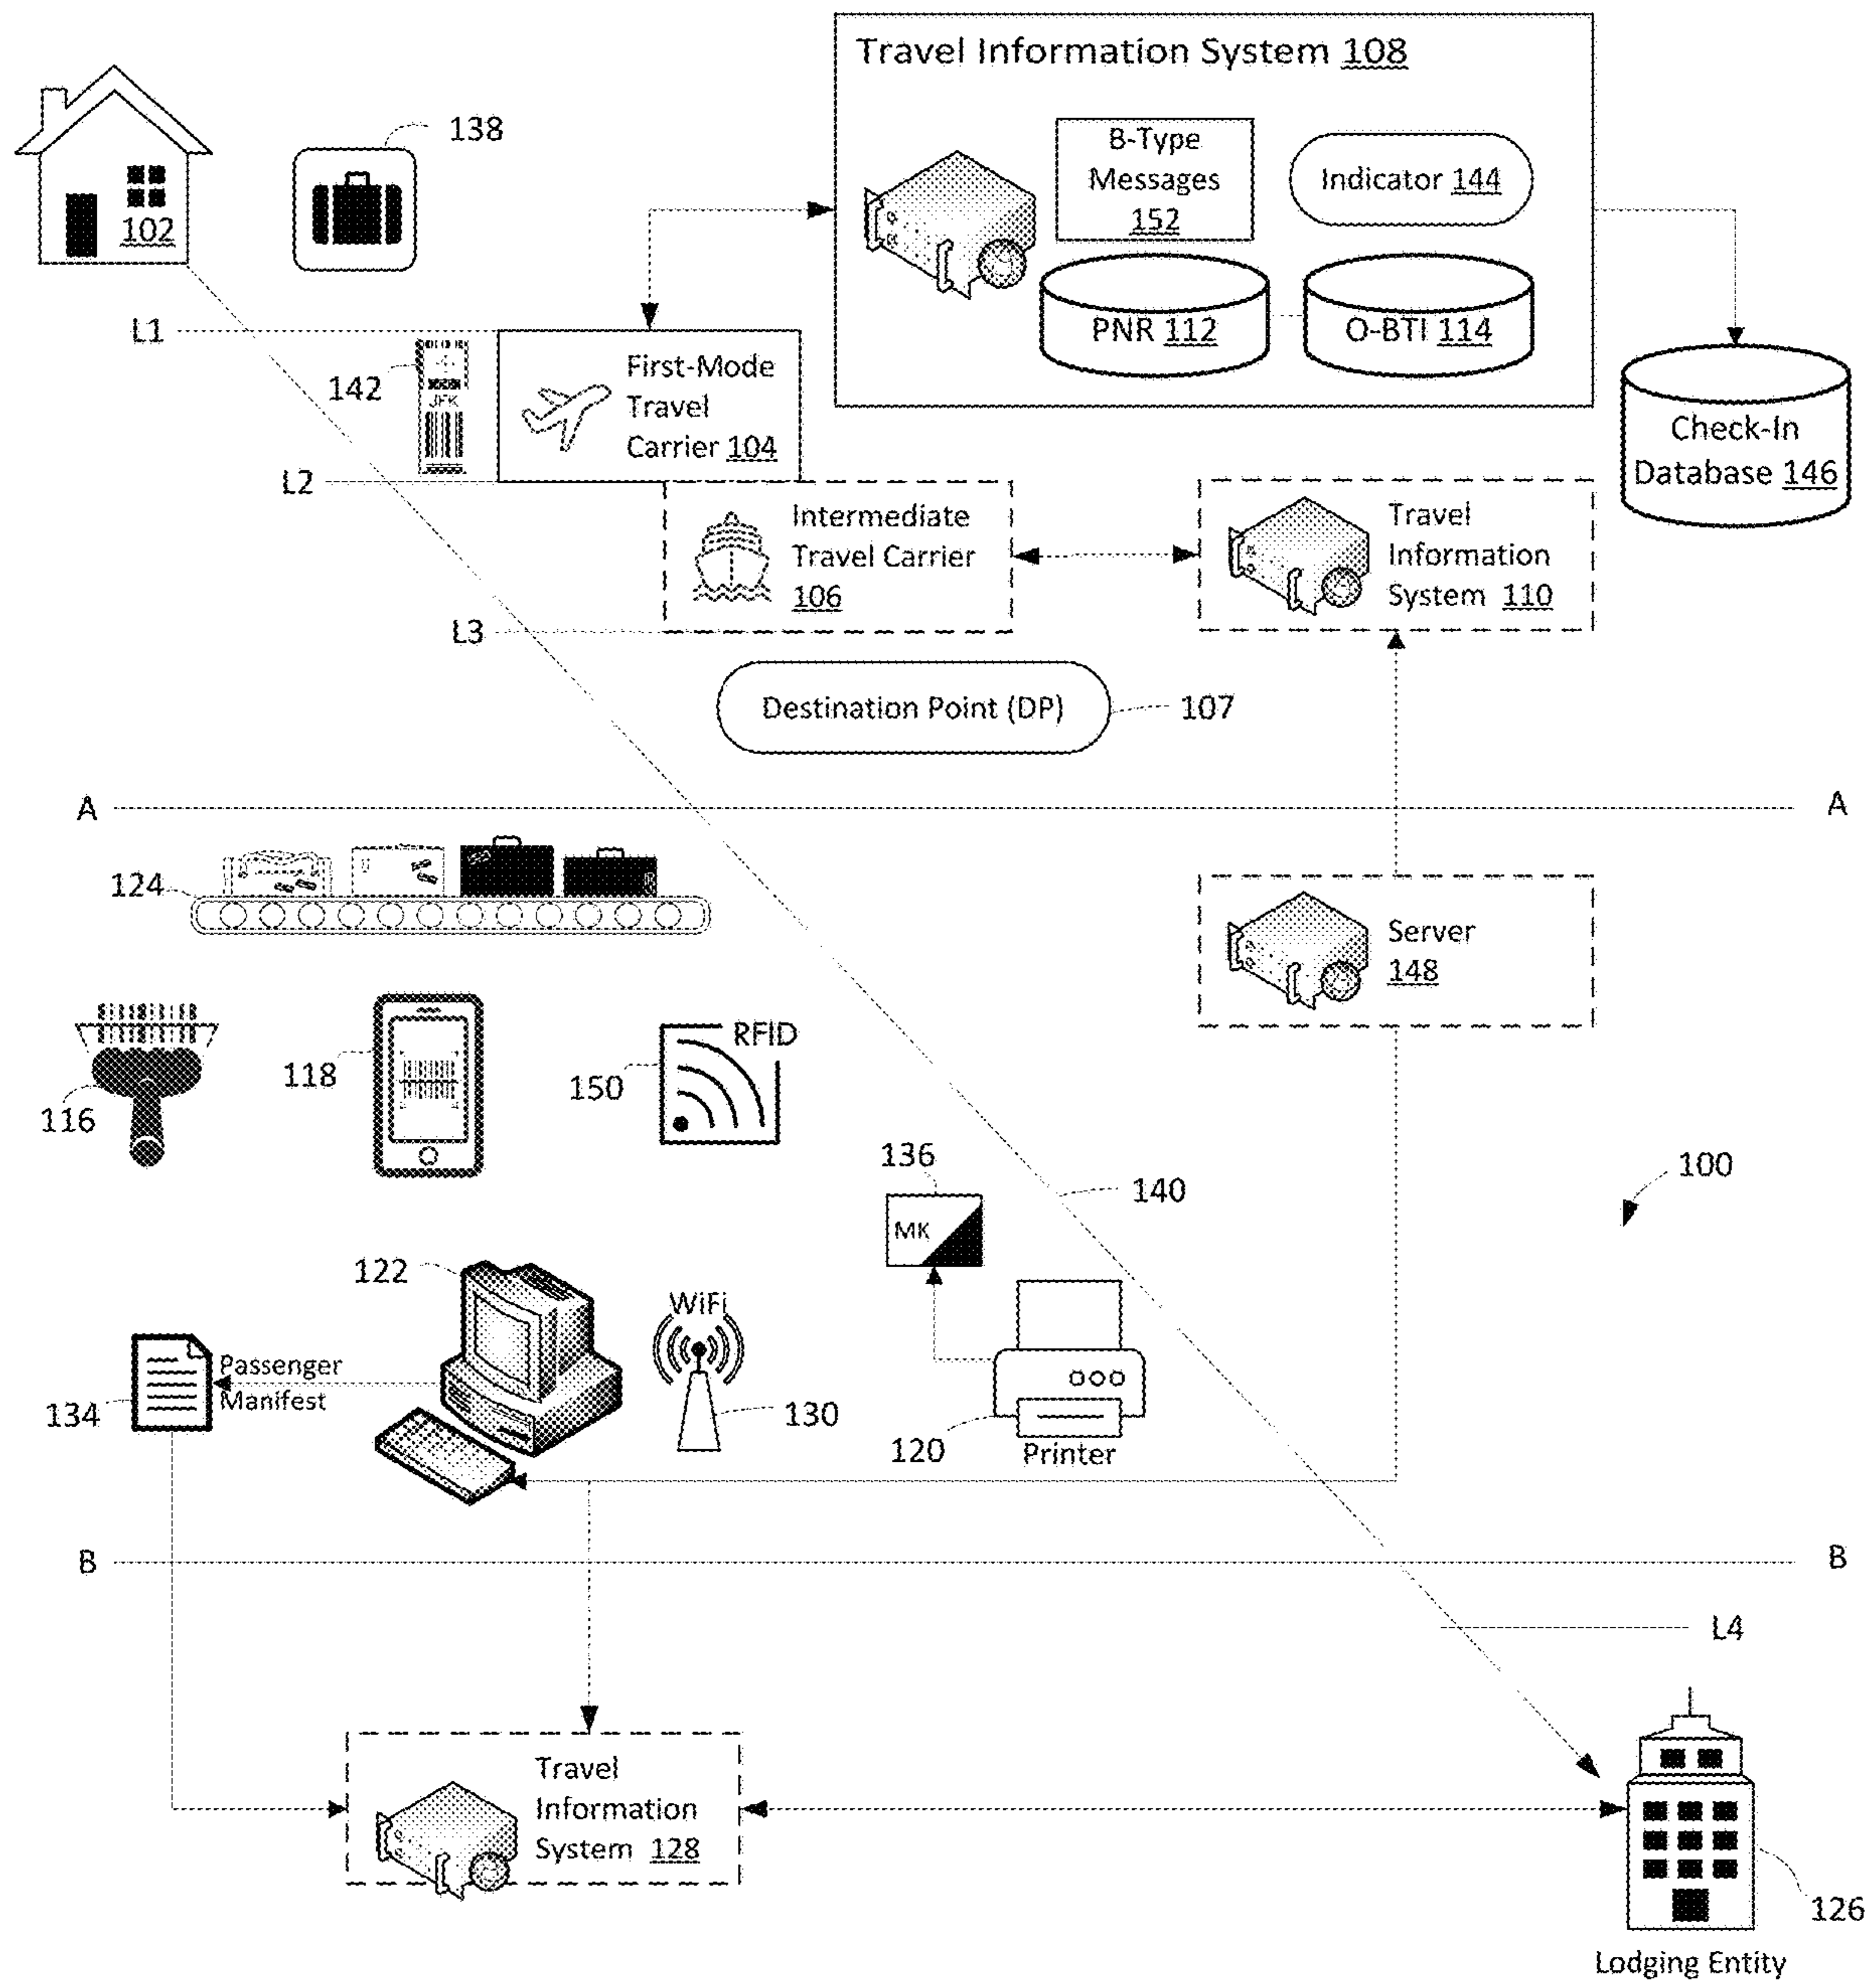 Travel Information System 108
B-Type
Messages
152
Indicator 144
138
102
PNR 112
O-BTI 114
L1
142
JFK
First-Mode
Travel
Carrier 104
Check-In
Database 146
L2
Intermediate
Travel Carrier
106
Travel
Information
System 110
L3
Destination Point (DP)
107
A
A
124
Server
148
RFID
116
118
150
136
MK
140
100
122
WiFi
Passenger
Manifest
134
130
120
Printer
B
B
L4
Travel
Information
System 128
126
Lodging Entity